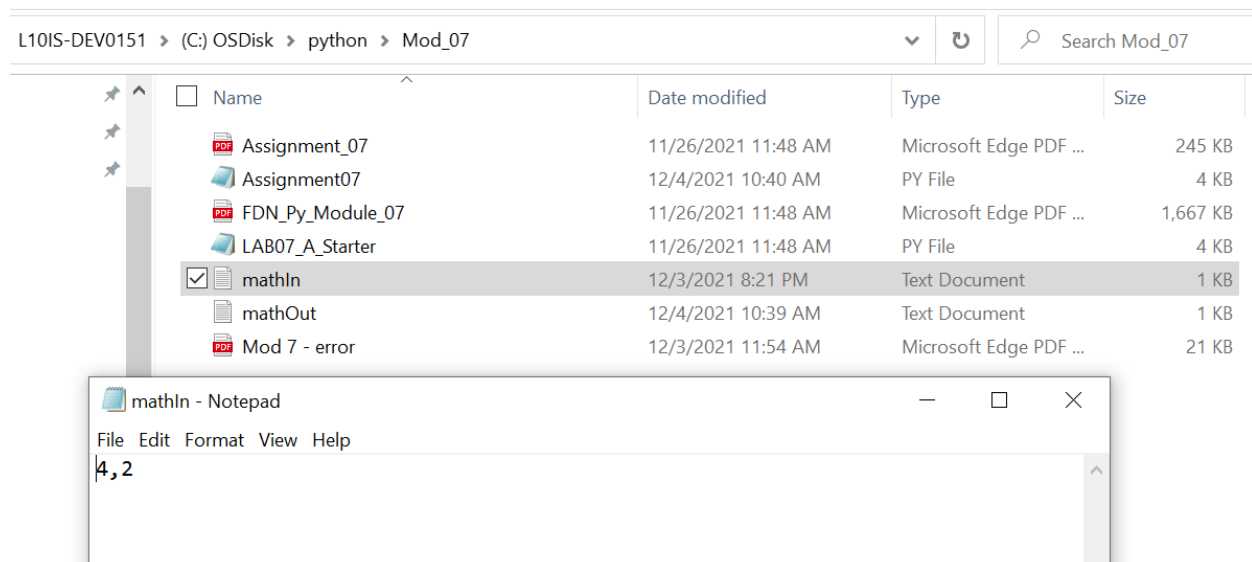 L10IS-DEV0151 > (C:) OSDisk > python > Mod_07 Search Mod_07
Name Date modified Type Size
PDF Assignment_07 11/26/2021 11:48 AM Microsoft Edge PDF ... 245 KB
Assignment07 12/4/2021 10:40 AM PY File 4 KB
PDF FDN_Py_Module_07 11/26/2021 11:48 AM Microsoft Edge PDF ... 1,667 KB
LAB07_A_Starter 11/26/2021 11:48 AM PY File 4 KB
mathIn 12/3/2021 8:21 PM Text Document 1 KB
mathOut 12/4/2021 10:39 AM Text Document 1 KB
PDF Mod 7 - error 12/3/2021 11:54 AM Microsoft Edge PDF ... 21 KB
mathIn - Notepad
File Edit Format View Help
4,2